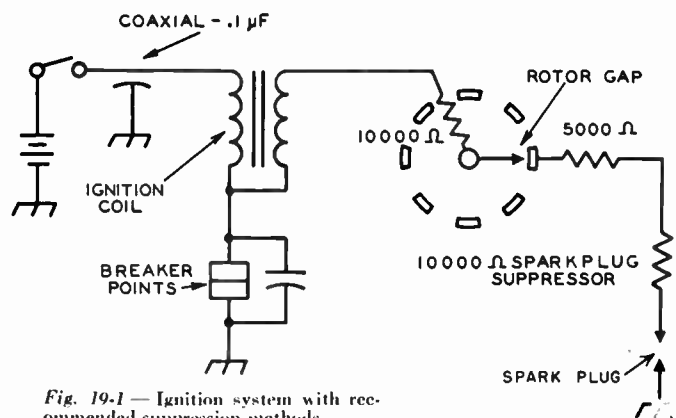 COAXIAL - .1 µF
ROTOR GAP
10000 Ω
5000 Ω
IGNITION
COIL
BREAKER
POINTS
10000 Ω SPARKPLUG
SUPPRESSOR
SPARK PLUG
Fig. 19-1 — Ignition system with rec-
ommended suppression methods